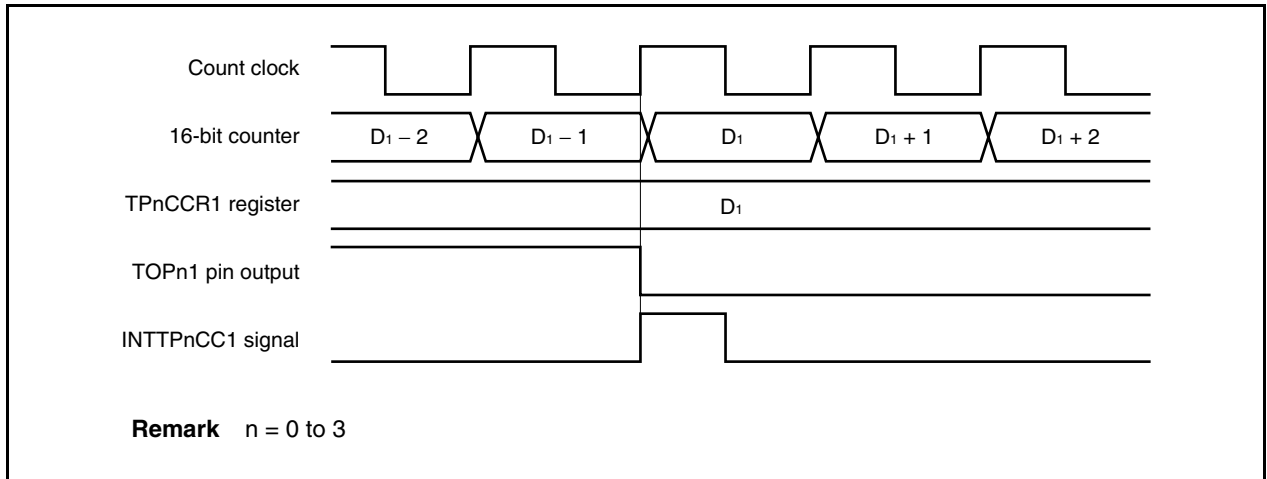 Count clock
16-bit counter
D₁ – 2
D₁ – 1
D₁
D₁ + 1
D₁ + 2
TPnCCR1 register
D₁
TOPn1 pin output
INTTPnCC1 signal
Remark n = 0 to 3